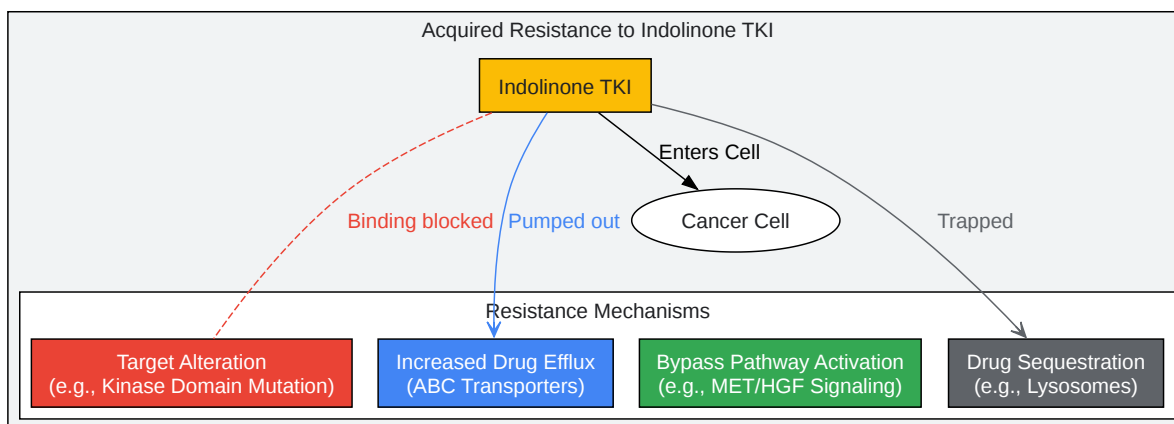 Acquired Resistance to Indolinone TKI
Indolinone TKI
Enters Cell
Binding blocked
Pumped out
Cancer Cell
Trapped
Resistance Mechanisms
Target Alteration
(e.g., Kinase Domain Mutation)
Increased Drug Efflux
(ABC Transporters)
Bypass Pathway Activation
(e.g., MET/HGF Signaling)
Drug Sequestration
(e.g., Lysosomes)